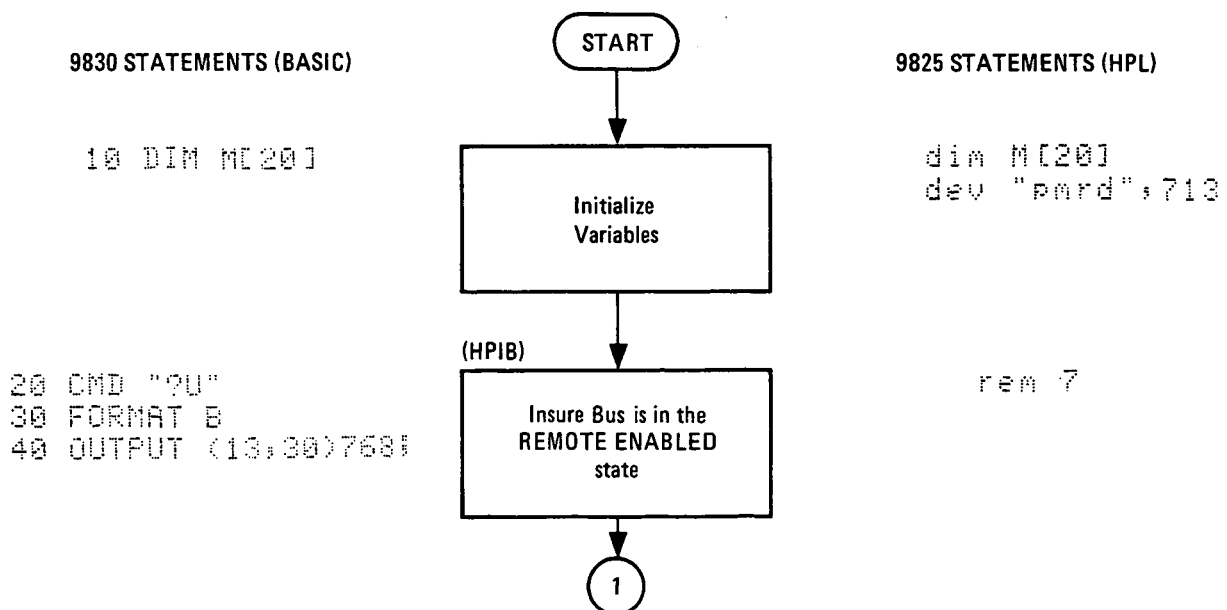 START
9830 STATEMENTS (BASIC)
9825 STATEMENTS (HPL)
10 DIM M[20]
Initialize
Variables
dim M[20]
dev "pmrd",713
(HPIB)
20 CMD "?U"
30 FORMAT B
40 OUTPUT (13,30)768;
Insure Bus is in the
REMOTE ENABLED
state
rem 7
1